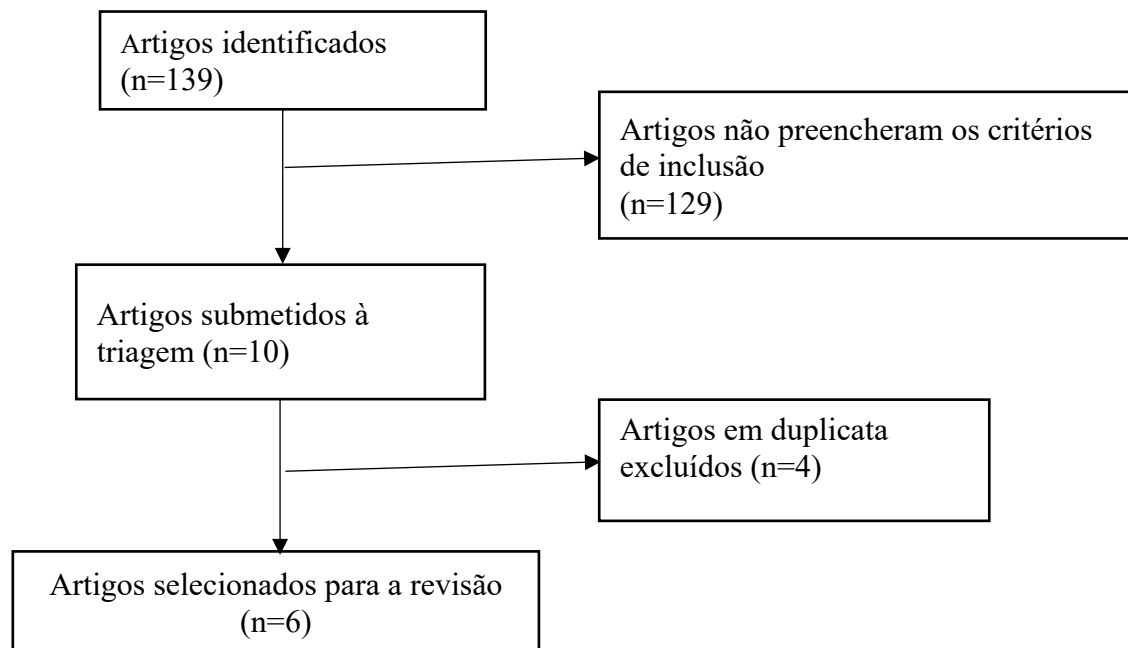 Artigos identificados
(n=139)
Artigos não preencheram os critérios
de inclusão
(n=129)
Artigos submetidos à
triagem (n=10)
Artigos em duplicata
excluídos (n=4)
Artigos selecionados para a revisão
(n=6)